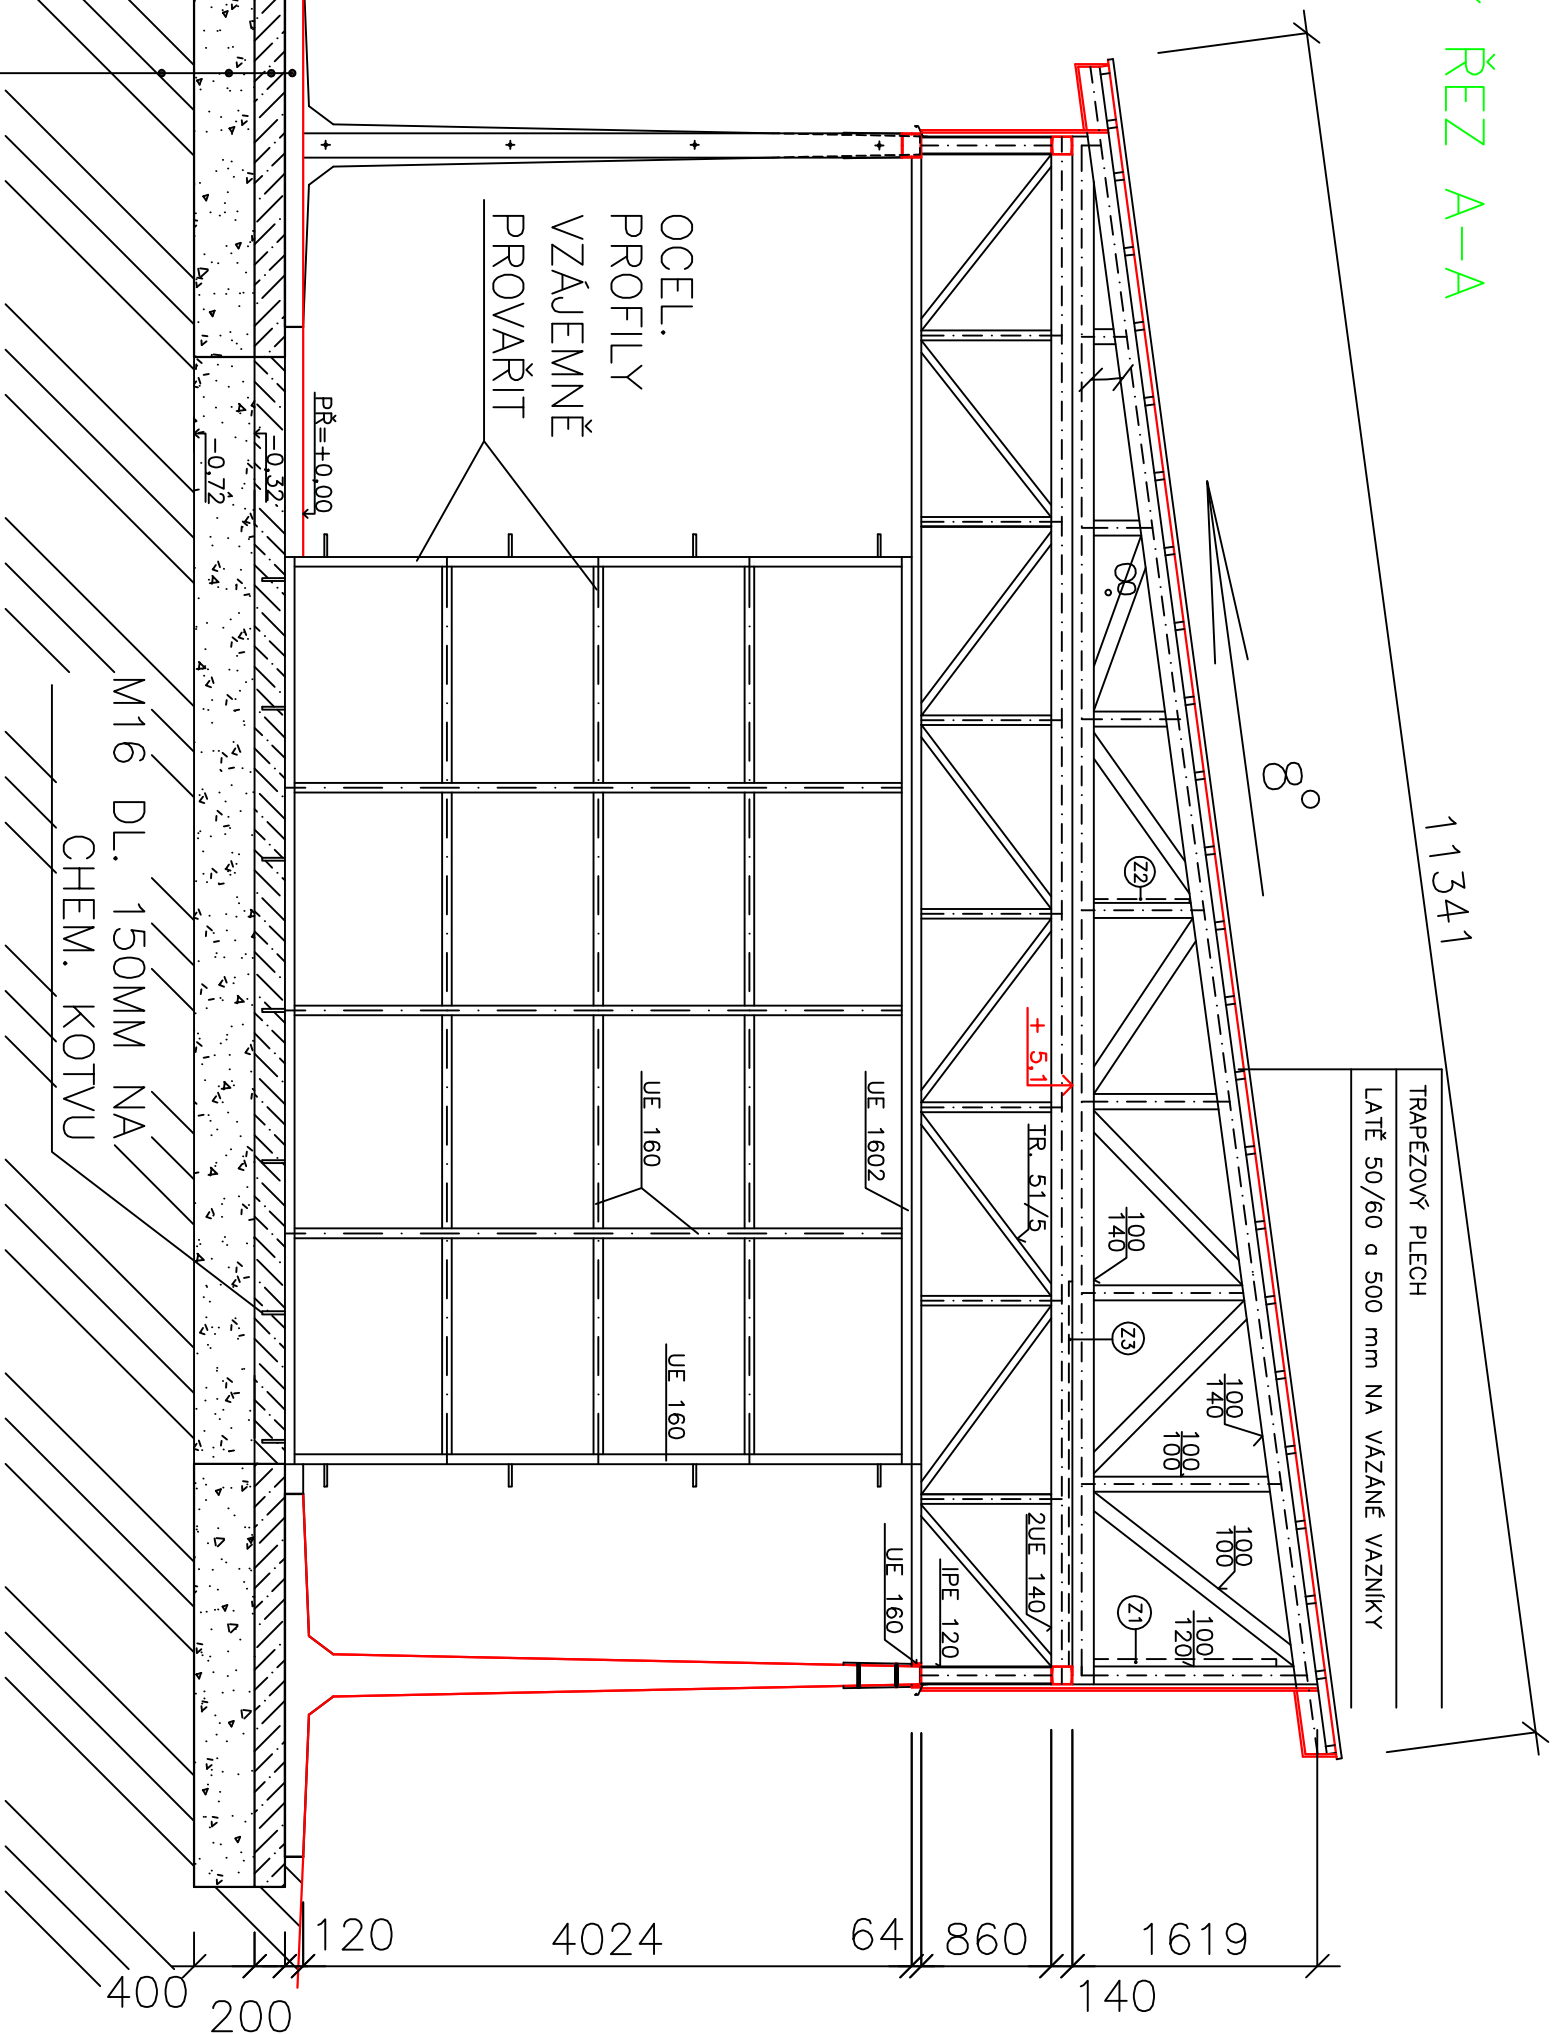 ŘEZ A-A
11341
8°
TRAPÉZOVÝ PLECH
LATĚ 50/60 a 500 mm NA VÁZANÉ VAZNÍKY
8°
Z2
+ 5,1
TR. 51/5
100
140
Z3
100
140
100
100
100
100
Z1
100
120
2UE 140
IPE 120
UE 160
UE 1602
UE 160
UE 160
OCEL.
PROFILY
VZÁJEMNĚ
PROVAŘIT
PŘ=+0,00
-0,32
-0,72
M16 DL. 150MM NA
CHEM. KOTVU
1619
140
860
64
4024
120
200
400